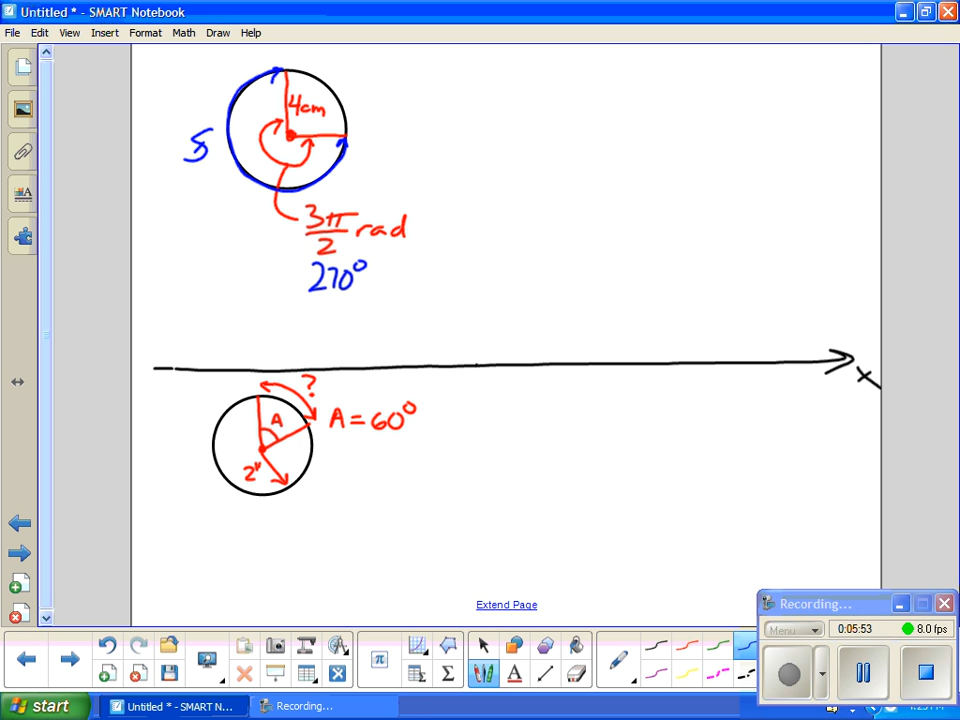 Untitled * - SMART Notebook
File Edit View Insert Format Math Draw Help
4cm
S
3π
2
rad
270°
x
?
A
A = 60°
2"
Extend Page
Recording...
Menu
0:05:53
8.0 fps
π
Σ
A
start
Untitled * - SMART N...
Recording...